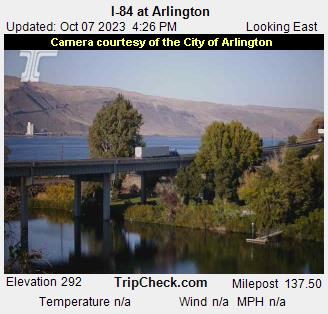 I-84 at Arlington
Updated: Oct 07 2023 4:26 PM Looking East
Camera courtesy of the City of Arlington
Elevation 292 TripCheck.com Milepost 137.50
Temperature n/a Wind n/a MPH n/a